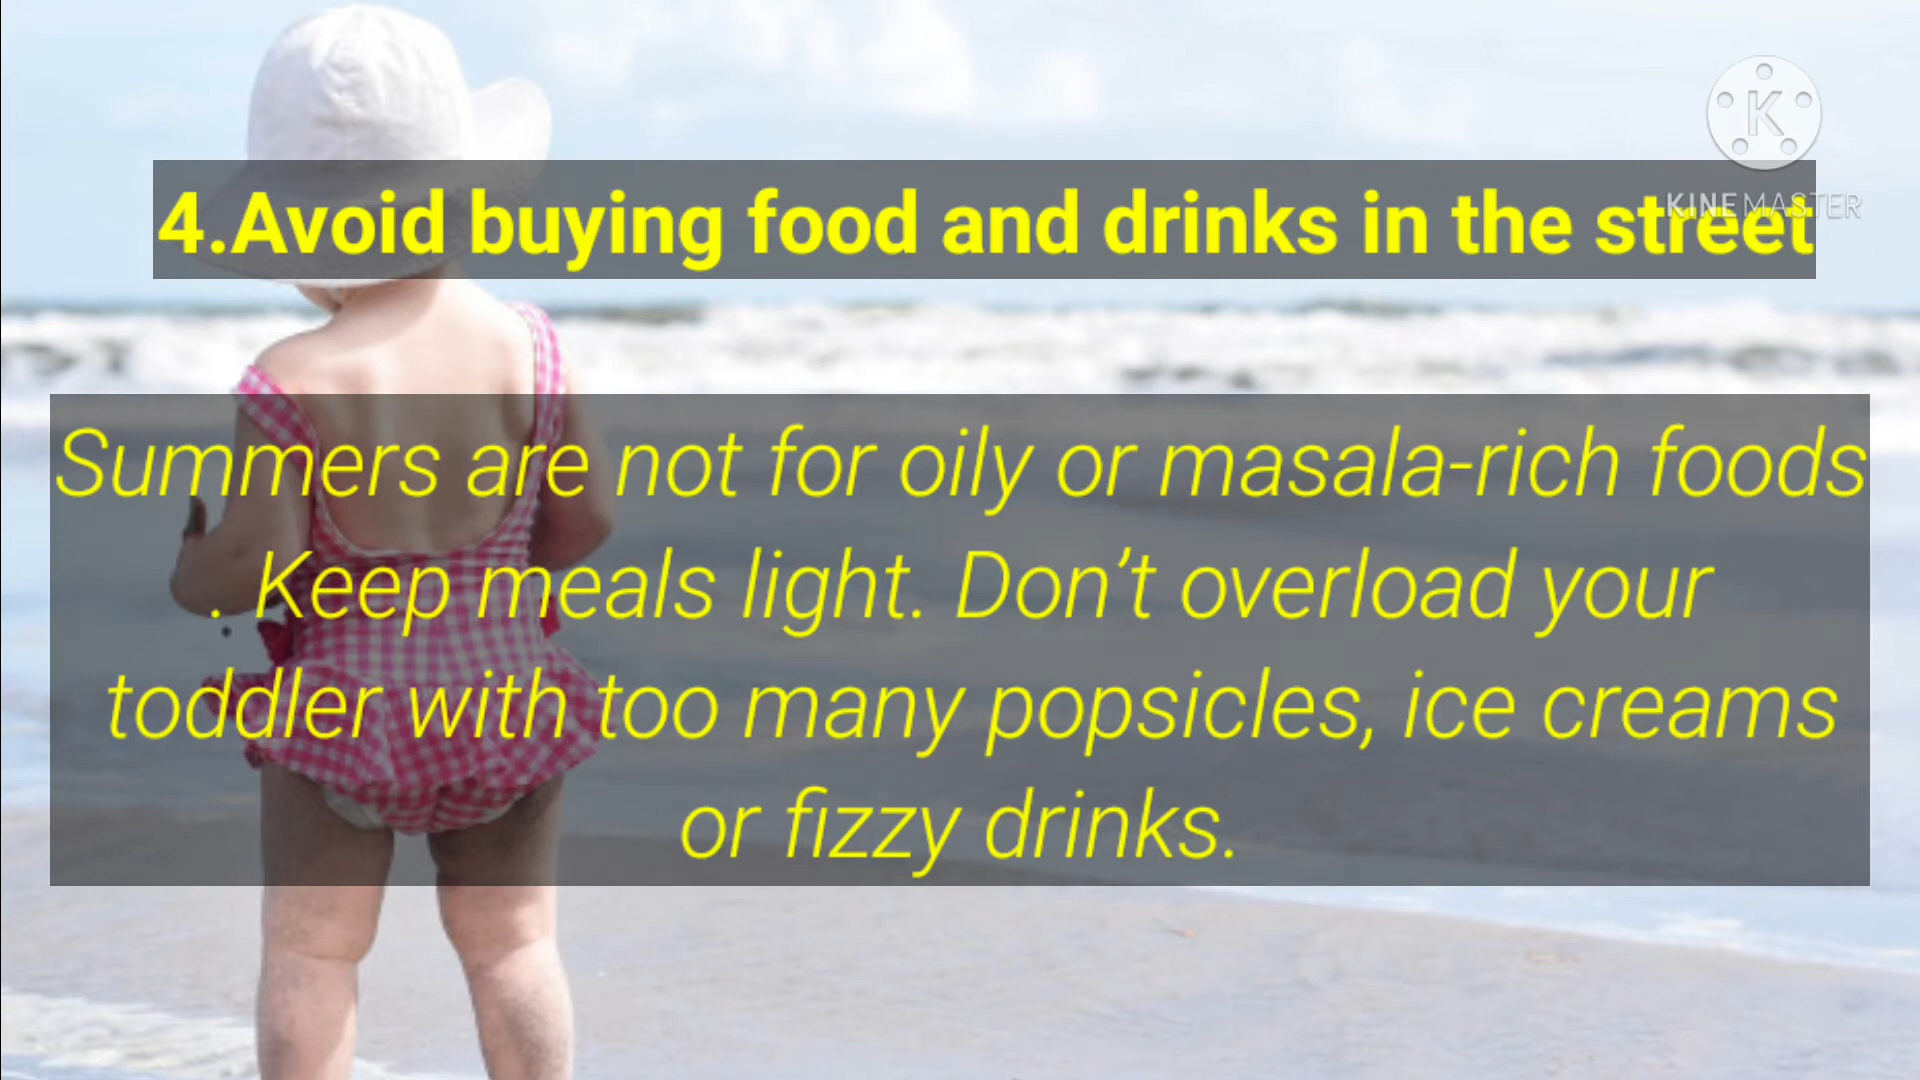 K
KINEMASTER
4.Avoid buying food and drinks in the street
Summers are not for oily or masala-rich foods
. Keep meals light. Don’t overload your
toddler with too many popsicles, ice creams
or fizzy drinks.